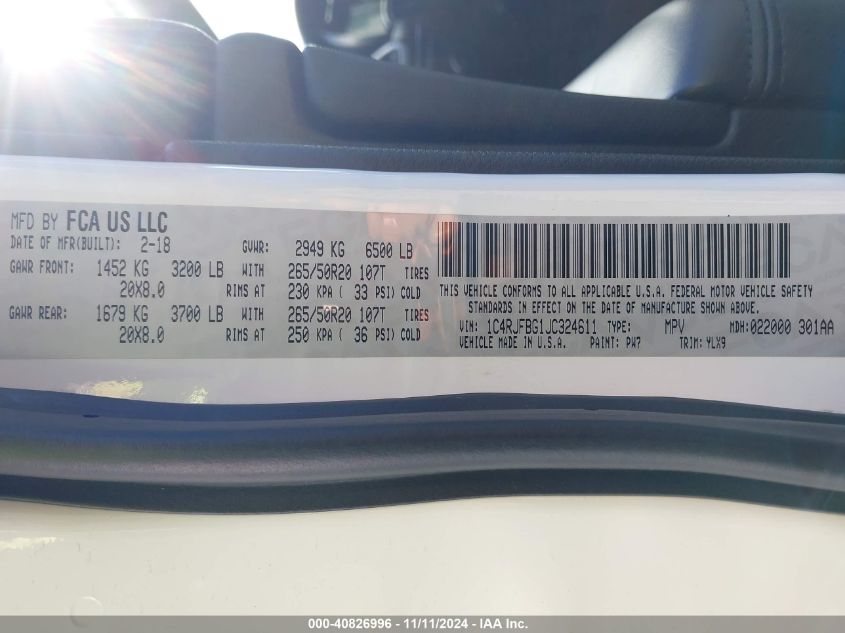 MFD BY FCA US LLC
DATE OF MFR(BUILT): 2-18 GVWR: 2949 KG 6500 LB
GAWR FRONT: 1452 KG 3200 LB WITH 265/50R20 107T TIRES
20X8.0 RIMS AT 230 KPA ( 33 PSI) COLD
GAWR REAR: 1679 KG 3700 LB WITH 265/50R20 107T TIRES
20X8.0 RIMS AT 250 KPA ( 36 PSI) COLD
THIS VEHICLE CONFORMS TO ALL APPLICABLE U.S.A. FEDERAL MOTOR VEHICLE SAFETY
STANDARDS IN EFFECT ON THE DATE OF MANUFACTURE SHOWN ABOVE.
VIN: 1C4RJFBG1JC324611 TYPE: MPV MDH:022000 301AA
VEHICLE MADE IN U.S.A. PAINT: PW7 TRIM: YLX9
000-40826996 - 11/11/2024 - IAA Inc.